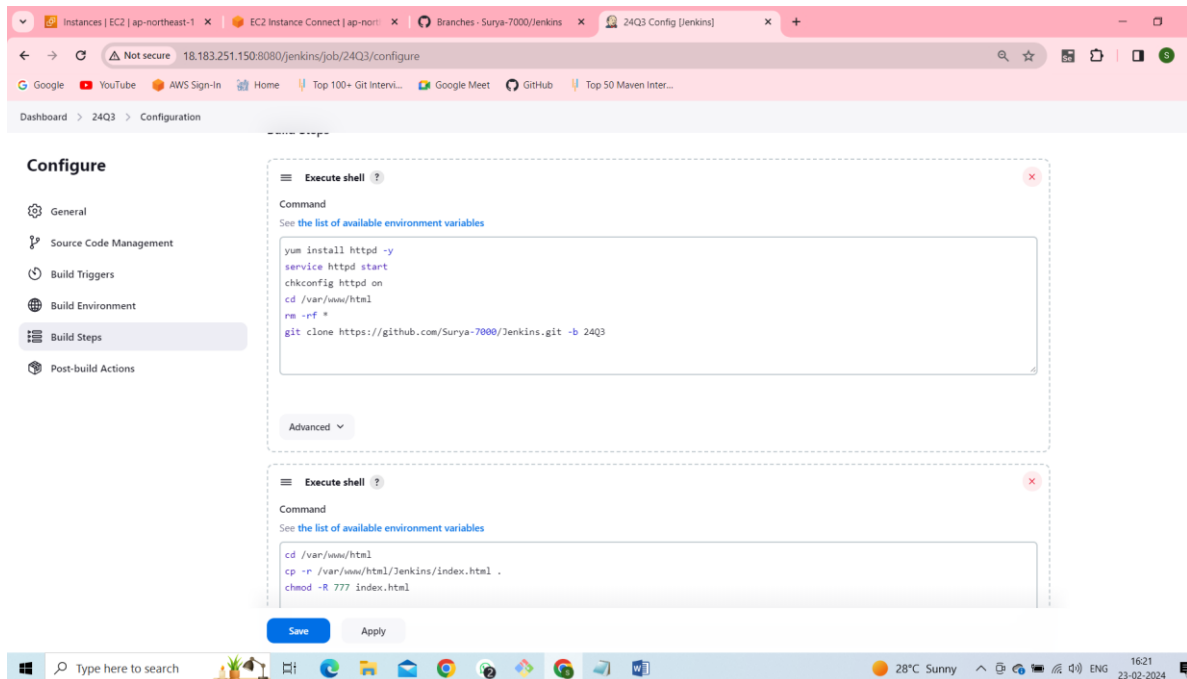 Instances | EC2 | ap-northeast-1
EC2 Instance Connect | ap-nort
Branches · Surya-7000/Jenkins
24Q3 Config [Jenkins]
Not secure 18.183.251.150:8080/jenkins/job/24Q3/configure
Google YouTube AWS Sign-In Home Top 100+ Git Intervi... Google Meet GitHub Top 50 Maven Inter...
Dashboard > 24Q3 > Configuration
Build Steps
Configure
General
Source Code Management
Build Triggers
Build Environment
Build Steps
Post-build Actions
Execute shell ?
Command
See the list of available environment variables
yum install httpd -y
service httpd start
chkconfig httpd on
cd /var/www/html
rm -rf *
git clone https://github.com/Surya-7000/Jenkins.git -b 24Q3
Advanced
Execute shell ?
Command
See the list of available environment variables
cd /var/www/html
cp -r /var/www/html/Jenkins/index.html .
chmod -R 777 index.html
Save Apply
Type here to search
28°C Sunny
ENG
16:21
23-02-2024